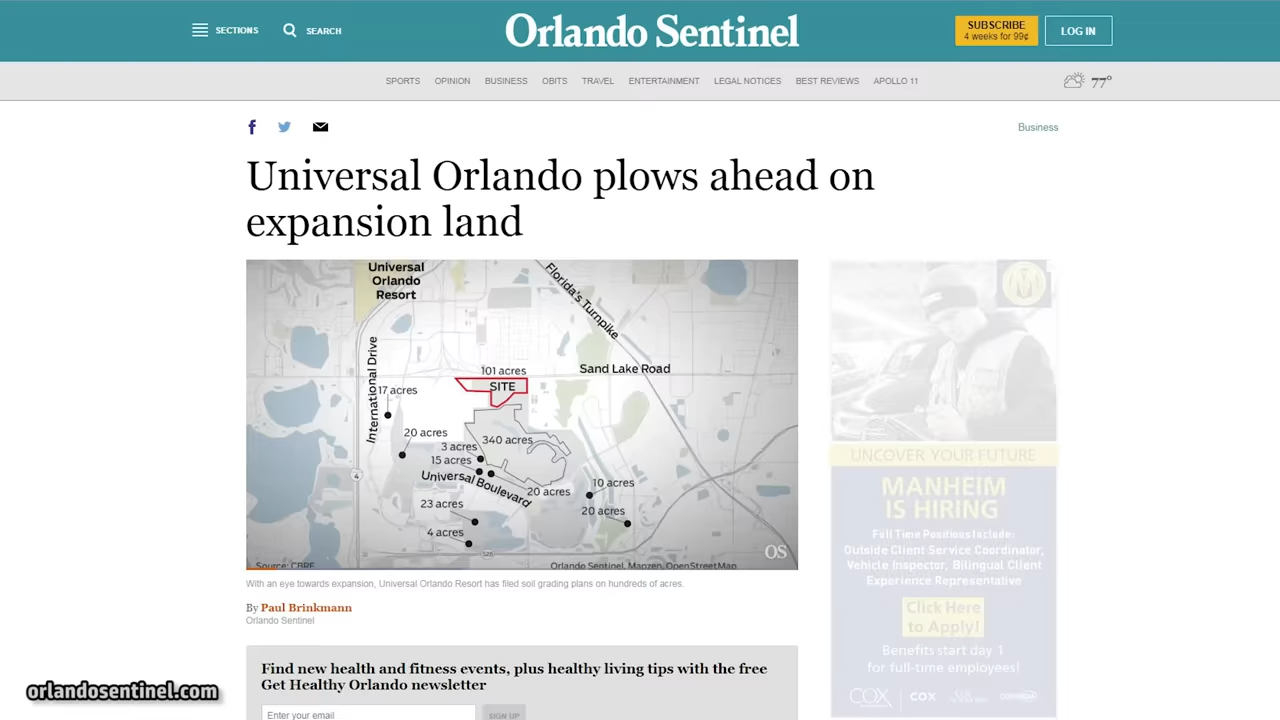 SECTIONS
SEARCH
Orlando Sentinel
SUBSCRIBE
4 weeks for 99¢
LOG IN
SPORTS OPINION BUSINESS OBITS TRAVEL ENTERTAINMENT LEGAL NOTICES BEST REVIEWS APOLLO 11
77°
Business
Universal Orlando plows ahead on
expansion land
Universal
Orlando
Resort
Florida's Turnpike
International Drive
Sand Lake Road
101 acres
SITE
17 acres
20 acres
3 acres
340 acres
15 acres
Universal Boulevard
20 acres
10 acres
23 acres
20 acres
4 acres
4
528
OS
Source: CBRE
Orlando Sentinel, Mapzen, OpenStreetMap
With an eye towards expansion, Universal Orlando Resort has filed soil grading plans on hundreds of acres.
By Paul Brinkmann
Orlando Sentinel
Find new health and fitness events, plus healthy living tips with the free
Get Healthy Orlando newsletter
Enter your email
SIGN UP
UNCOVER YOUR FUTURE
MANHEIM
IS HIRING
Full Time Positions Include:
Outside Client Service Coordinator,
Vehicle Inspector, Bilingual Client
Experience Representative
Click Here
to Apply!
Benefits start day 1
for full-time employees!
COX
COX
orlandosentinel.com